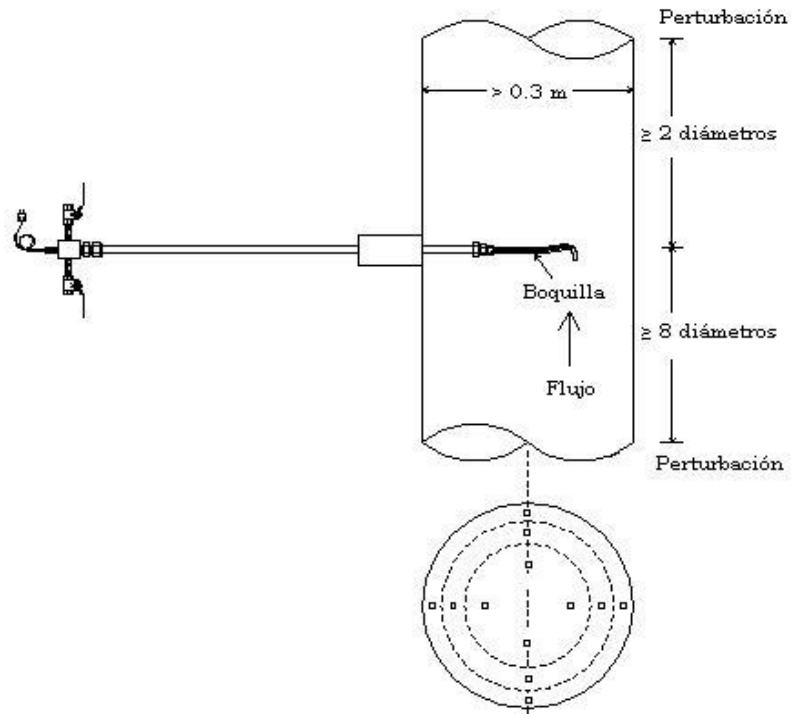 Perturbación
> 0.3 m
≥ 2 diámetros
Boquilla
≥ 8 diámetros
Flujo
Perturbación